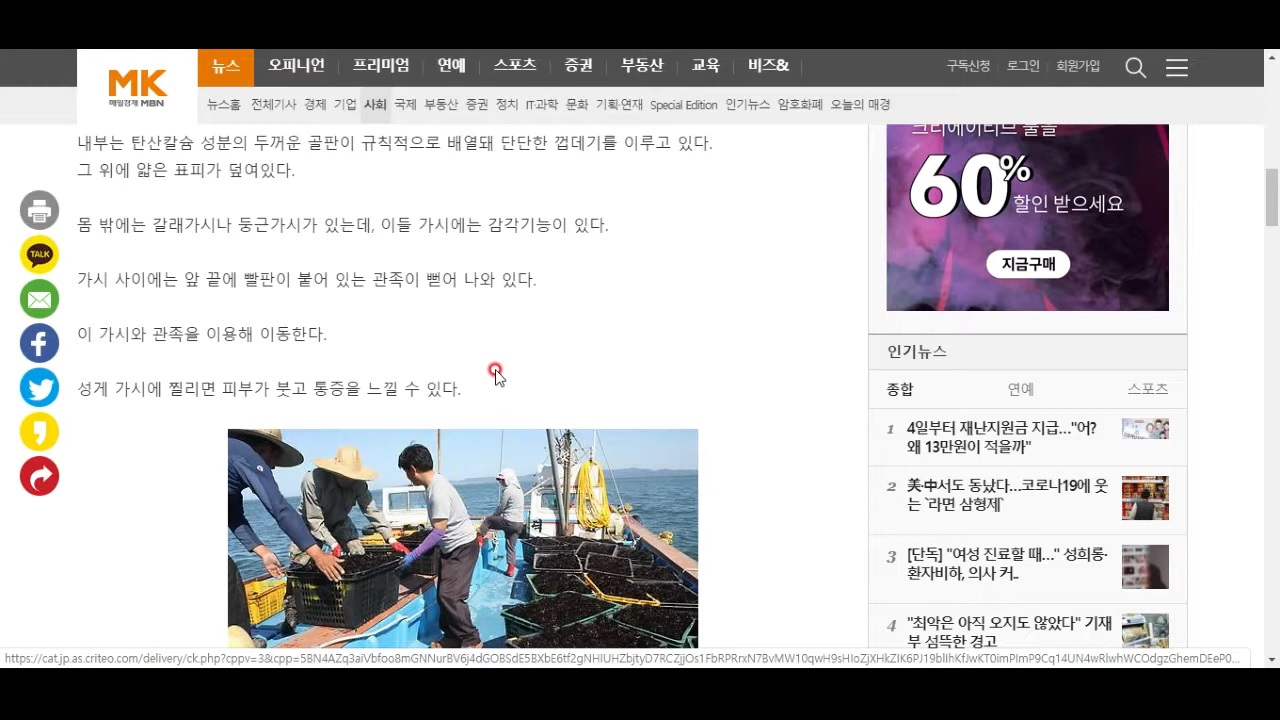 MK
매일경제 MBN
뉴스 오피니언 프리미엄 연예 스포츠 증권 부동산 교육 비즈&
구독신청 로그인 회원가입
뉴스홈 전체기사 경제 기업 사회 국제 부동산 증권 정치 IT·과학 문화 기획·연재 Special Edition 인기뉴스 암호화폐 오늘의 매경
내부는 탄산칼슘 성분의 두꺼운 골판이 규칙적으로 배열돼 단단한 껍데기를 이루고 있다.
그 위에 얇은 표피가 덮여있다.
몸 밖에는 갈래가시나 둥근가시가 있는데, 이들 가시에는 감각기능이 있다.
가시 사이에는 앞 끝에 빨판이 붙어 있는 관족이 뻗어 나와 있다.
이 가시와 관족을 이용해 이동한다.
성게 가시에 찔리면 피부가 붓고 통증을 느낄 수 있다.
TALK
크리에이티브 툴을
60%
할인 받으세요
지금구매
인기뉴스
종합 연예 스포츠
1 4일부터 재난지원금 지급…"어?
왜 13만원이 적을까"
2 美·中서도 동났다…코로나19에 웃
는 `라면 삼형제`
3 [단독] "여성 진료할 때…" 성희롱·
환자비하, 의사 커..
4 "최악은 아직 오지도 않았다" 기재
부 섬뜩한 경고